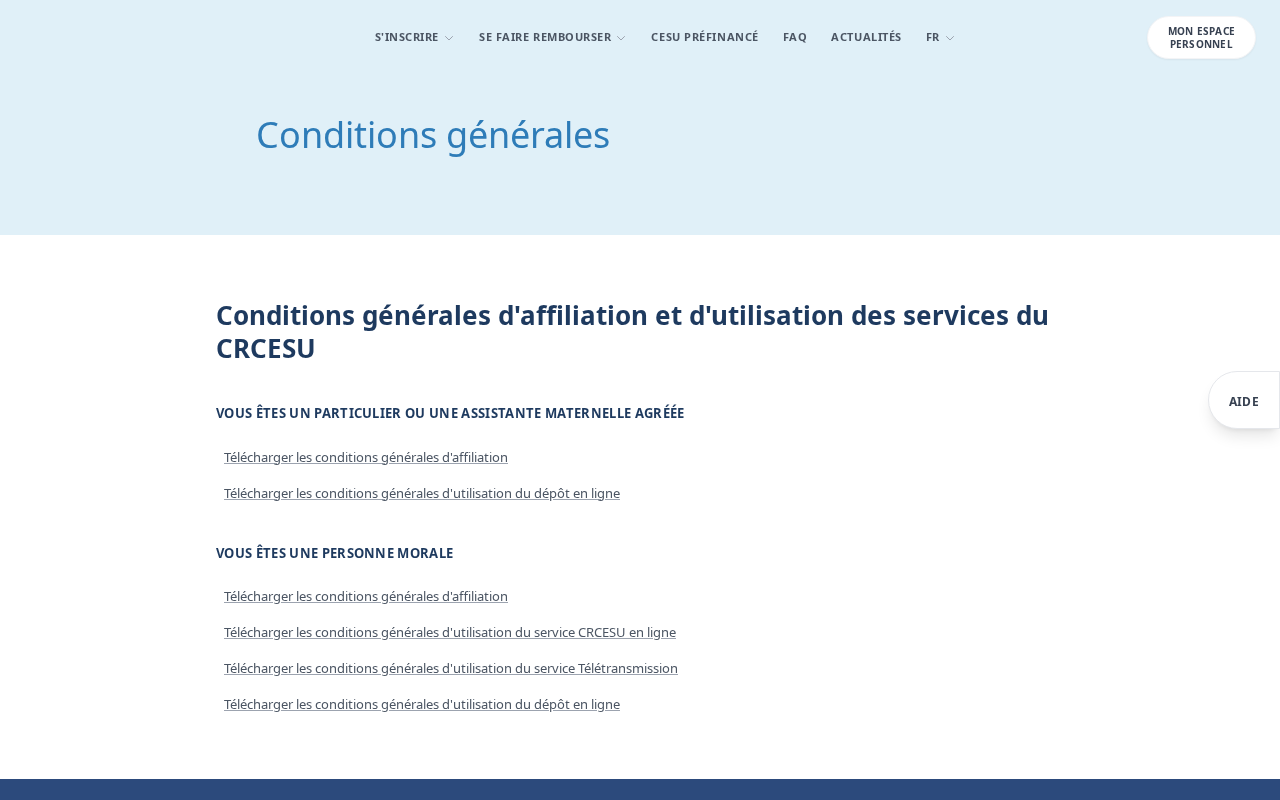 S'INSCRIRE
SE FAIRE REMBOURSER
CESU PRÉFINANCÉ
FAQ
ACTUALITÉS
FR
MON ESPACE
PERSONNEL
Conditions générales
Conditions générales d'affiliation et d'utilisation des services du
CRCESU
VOUS ÊTES UN PARTICULIER OU UNE ASSISTANTE MATERNELLE AGRÉÉE
AIDE
Télécharger les conditions générales d'affiliation
Télécharger les conditions générales d'utilisation du dépôt en ligne
VOUS ÊTES UNE PERSONNE MORALE
Télécharger les conditions générales d'affiliation
Télécharger les conditions générales d'utilisation du service CRCESU en ligne
Télécharger les conditions générales d'utilisation du service Télétransmission
Télécharger les conditions générales d'utilisation du dépôt en ligne